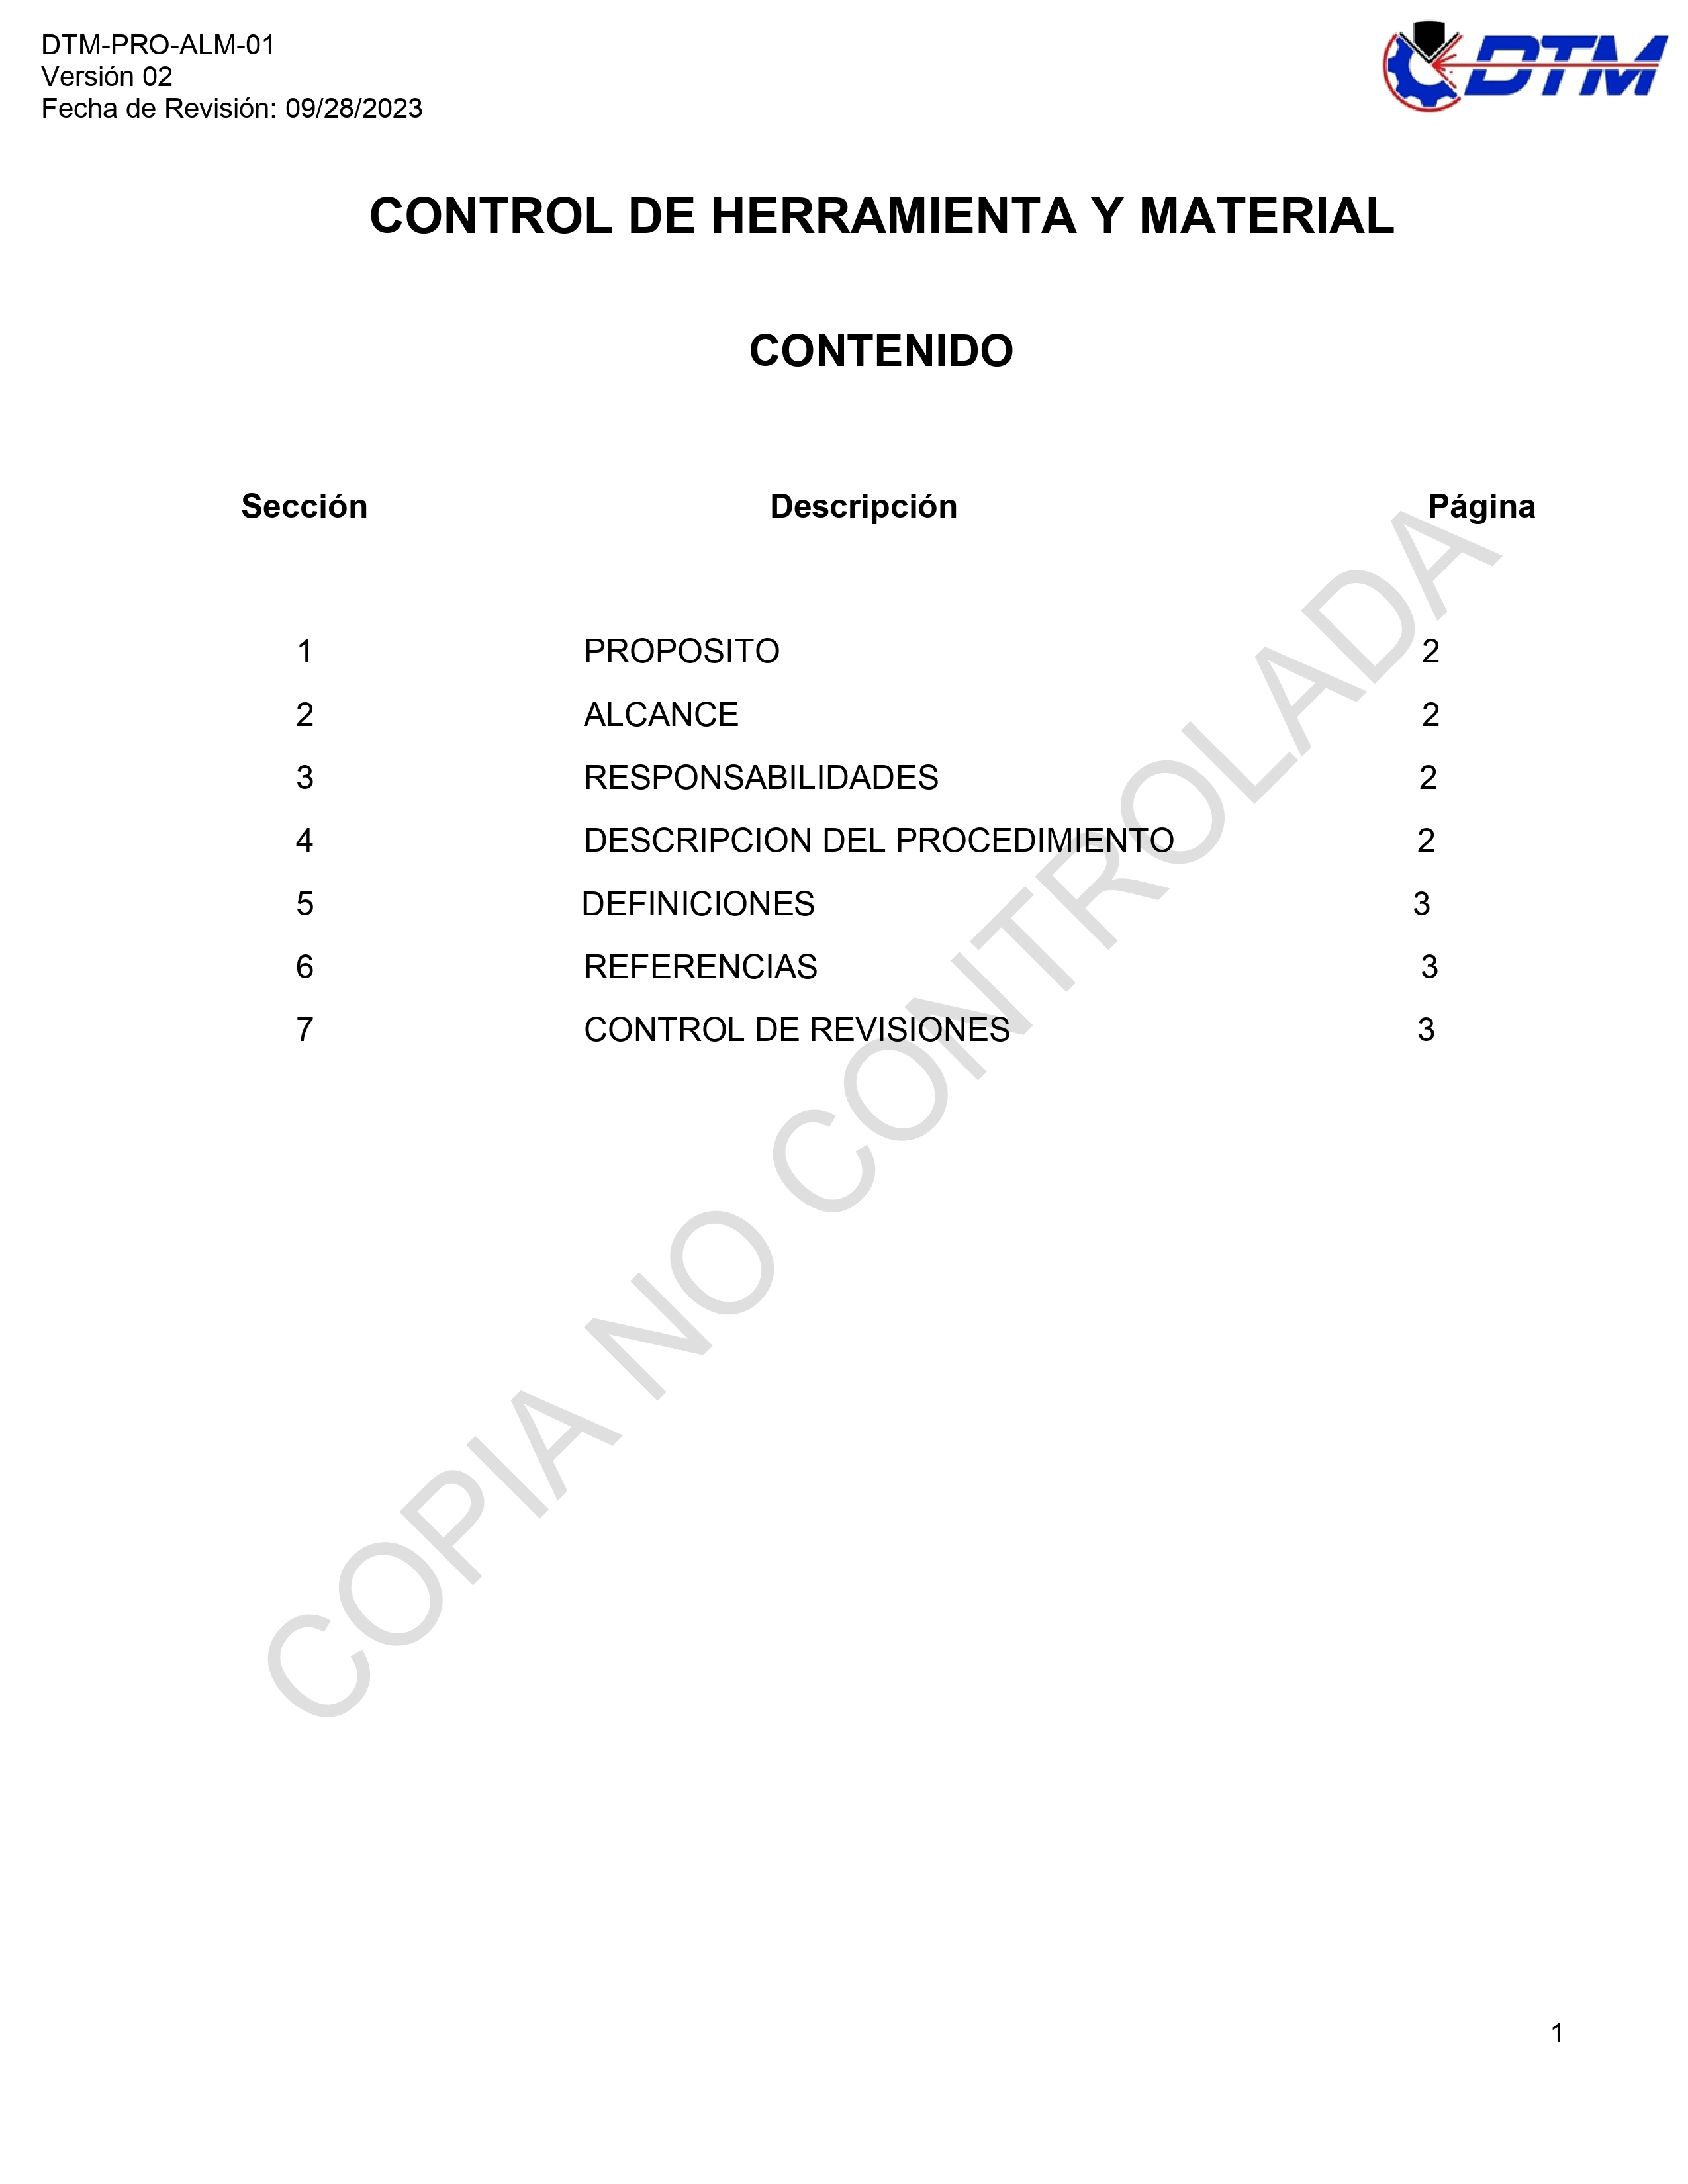 DTM-PRO-ALM-01
Versión 02
Fecha de Revisión: 09/28/2023
DTM
CONTROL DE HERRAMIENTA Y MATERIAL
CONTENIDO
Sección Descripción Página
1 PROPOSITO 2
2 ALCANCE 2
3 RESPONSABILIDADES 2
4 DESCRIPCION DEL PROCEDIMIENTO 2
5 DEFINICIONES 3
6 REFERENCIAS 3
7 CONTROL DE REVISIONES 3
COPIA NO CONTROLADA
1